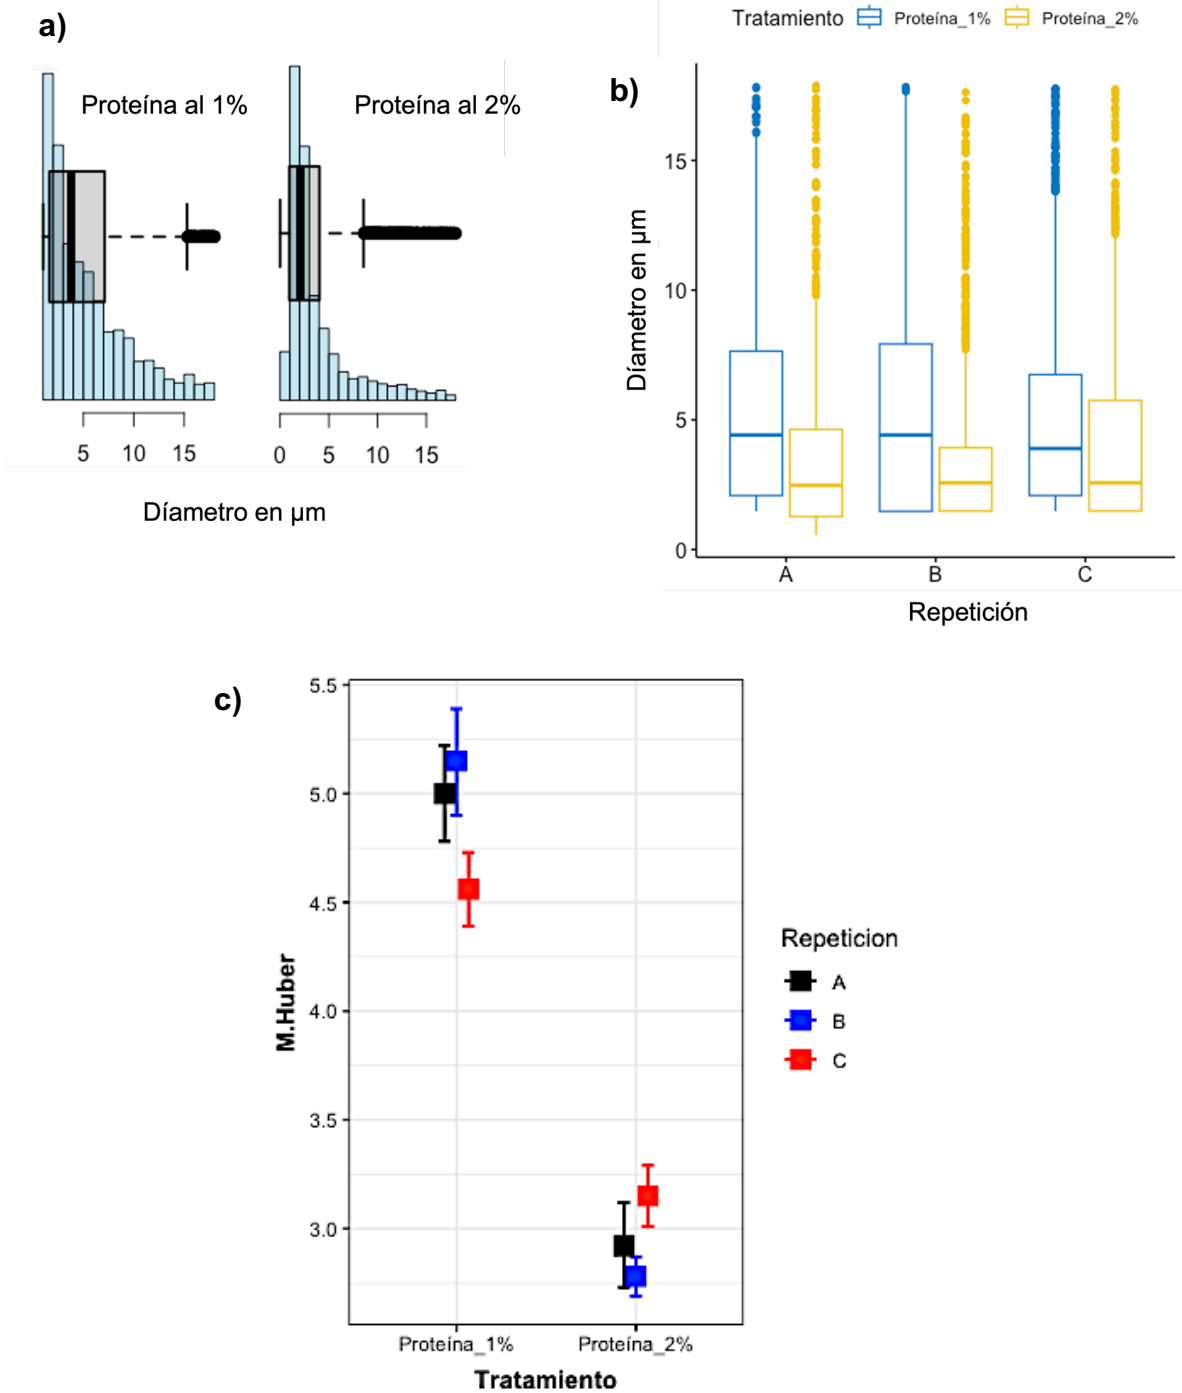 a)
Proteína al 1%
Proteína al 2%
5 10 15
0 5 10 15
Díametro en µm
Tratamiento Proteína_1% Proteína_2%
b)
Díametro en µm
15
10
5
0
A B C
Repetición
c)
M.Huber
5.5
5.0
4.5
4.0
3.5
3.0
Proteína_1% Proteína_2%
Tratamiento
Repeticion
A
B
C